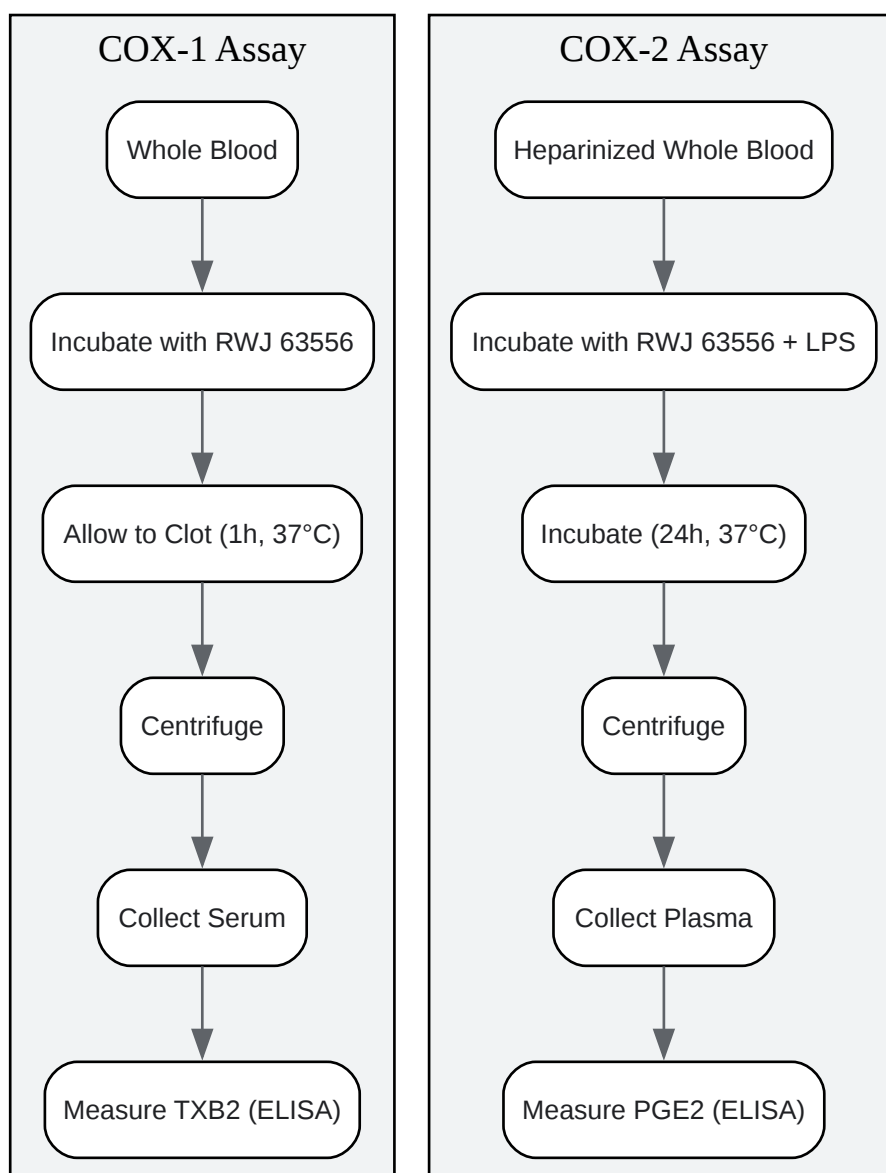 COX-1 Assay
Whole Blood
Incubate with RWJ 63556
Allow to Clot (1h, 37°C)
Centrifuge
Collect Serum
Measure TXB2 (ELISA)
COX-2 Assay
Heparinized Whole Blood
Incubate with RWJ 63556 + LPS
Incubate (24h, 37°C)
Centrifuge
Collect Plasma
Measure PGE2 (ELISA)